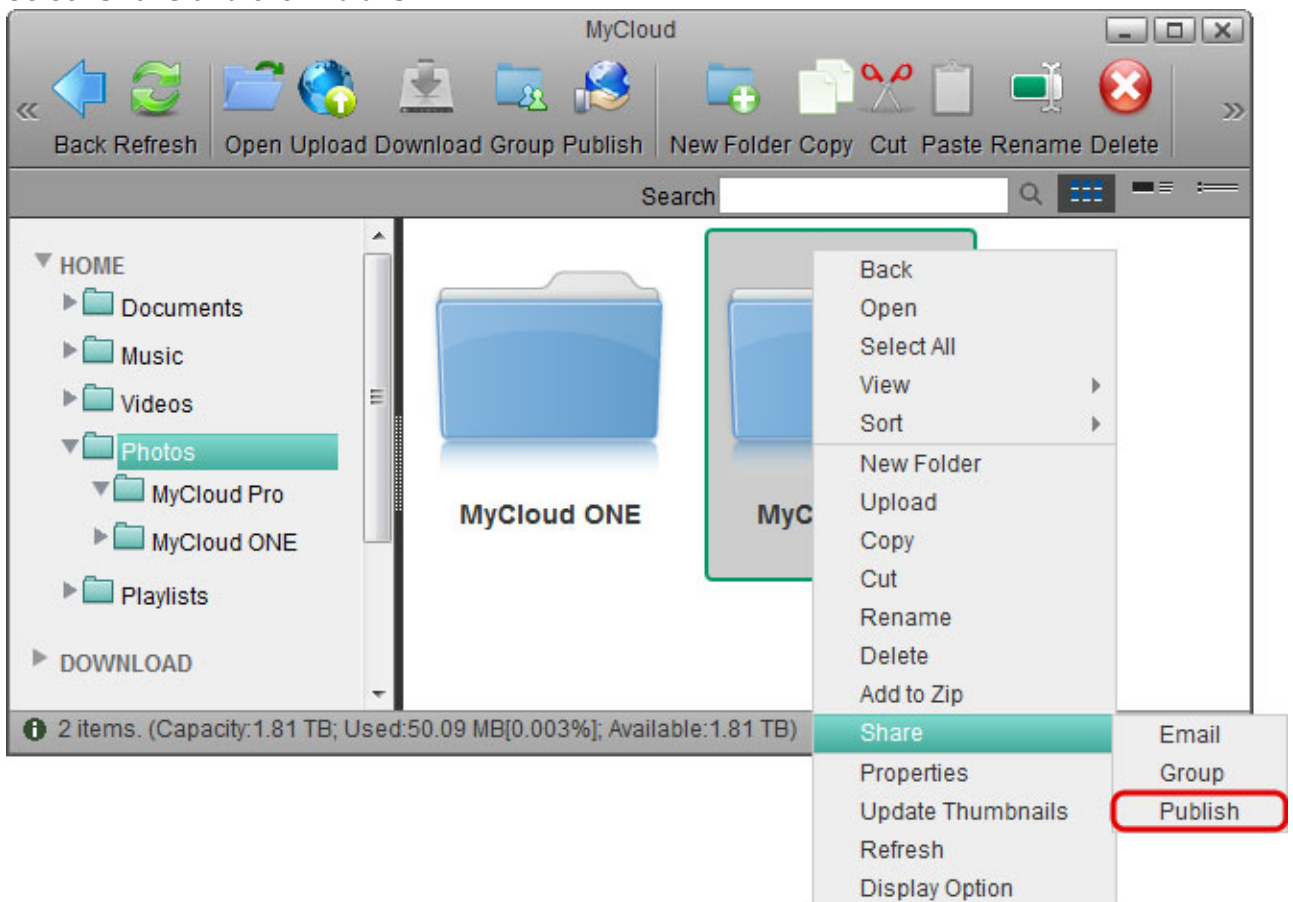 MyCloud
Back Refresh Open Upload Download Group Publish New Folder Copy Cut Paste Rename Delete
Search
HOME
Documents
Music
Videos
Photos
MyCloud Pro
MyCloud ONE
Playlists
DOWNLOAD
MyCloud ONE
MyC
Back
Open
Select All
View
Sort
New Folder
Upload
Copy
Cut
Rename
Delete
Add to Zip
Share
Properties
Update Thumbnails
Refresh
Display Option
Email
Group
Publish
2 items. (Capacity:1.81 TB; Used:50.09 MB[0.003%]; Available:1.81 TB)